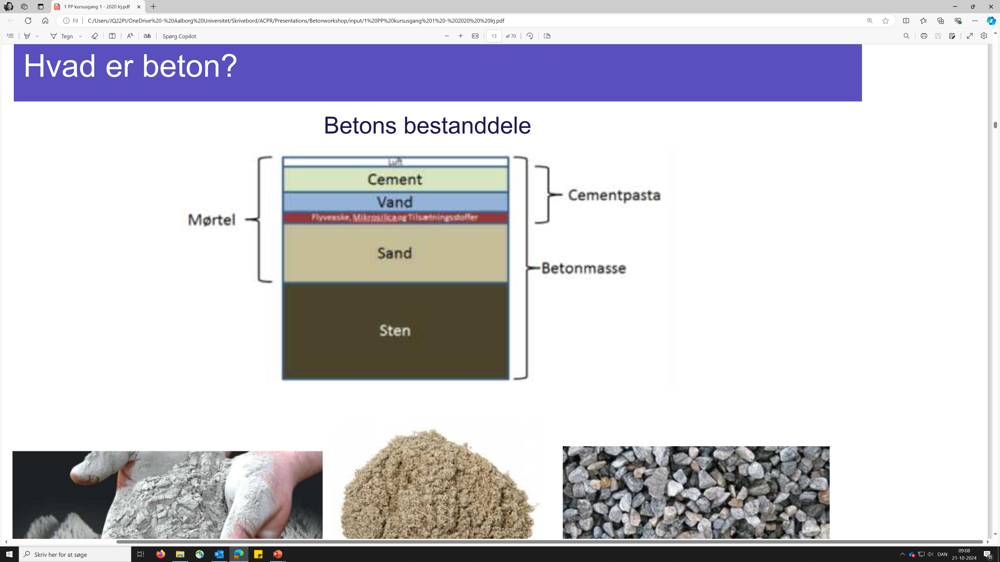 1 PP kursusgang 1 - 2020 lrj.pdf
Fil
C:/Users/JQ22PI/OneDrive%20-%20Aalborg%20Universitet/Skrivebord/ACPR/Presentations/Betonworkshop/input/1%20PP%20kursusgang%201%20-%202020%20%20lrj.pdf
Tegn
Spørg Copilot
13 af 70
Hvad er beton?
Betons bestanddele
Luft
Cement
Vand
Flyveaske, Mikrosilica og Tilsætningsstoffer
Sand
Sten
Mørtel
Cementpasta
Betonmasse
Skriv her for at søge
DAN
09:08
21-10-2024
11